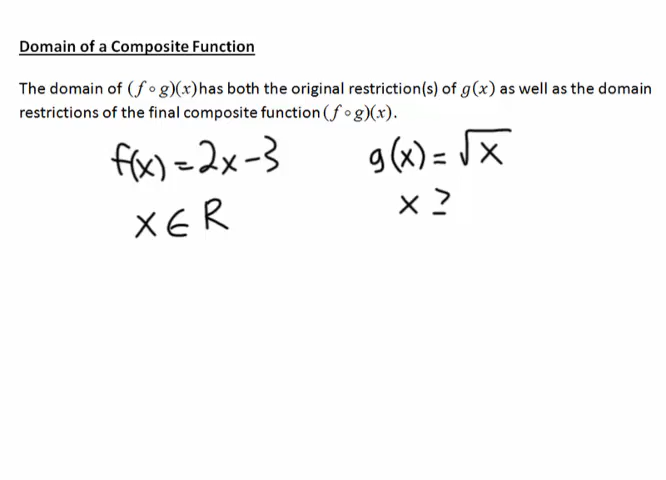 Domain of a Composite Function
The domain of (f∘g)(x) has both the original restriction(s) of g(x) as well as the domain
restrictions of the final composite function (f∘g)(x).
f(x) = 2x - 3 g(x) = √x
x ∈ R x ≥